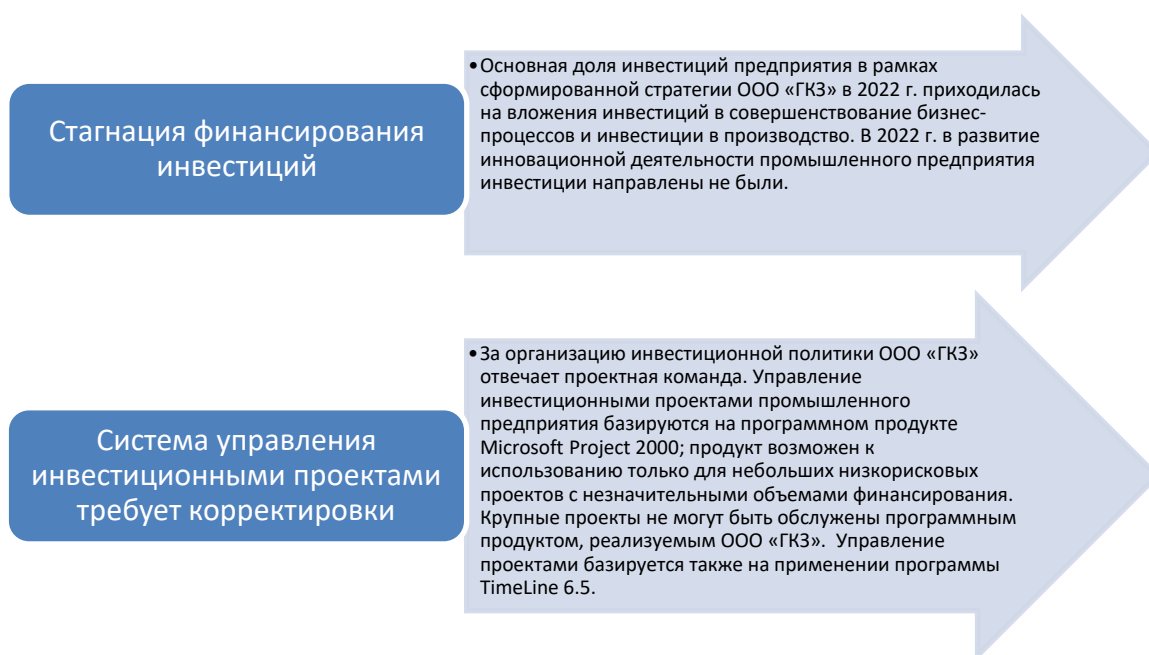 Стагнация финансирования
инвестиций
•Основная доля инвестиций предприятия в рамках
сформированной стратегии ООО «ГКЗ» в 2022 г. приходилась
на вложения инвестиций в совершенствование бизнес-
процессов и инвестиции в производство. В 2022 г. в развитие
инновационной деятельности промышленного предприятия
инвестиции направлены не были.
Система управления
инвестиционными проектами
требует корректировки
•За организацию инвестиционной политики ООО «ГКЗ»
отвечает проектная команда. Управление
инвестиционными проектами промышленного
предприятия базируются на программном продукте
Microsoft Project 2000; продукт возможен к
использованию только для небольших низкорисковых
проектов с незначительными объемами финансирования.
Крупные проекты не могут быть обслужены программным
продуктом, реализуемым ООО «ГКЗ».  Управление
проектами базируется также на применении программы
TimeLine 6.5.